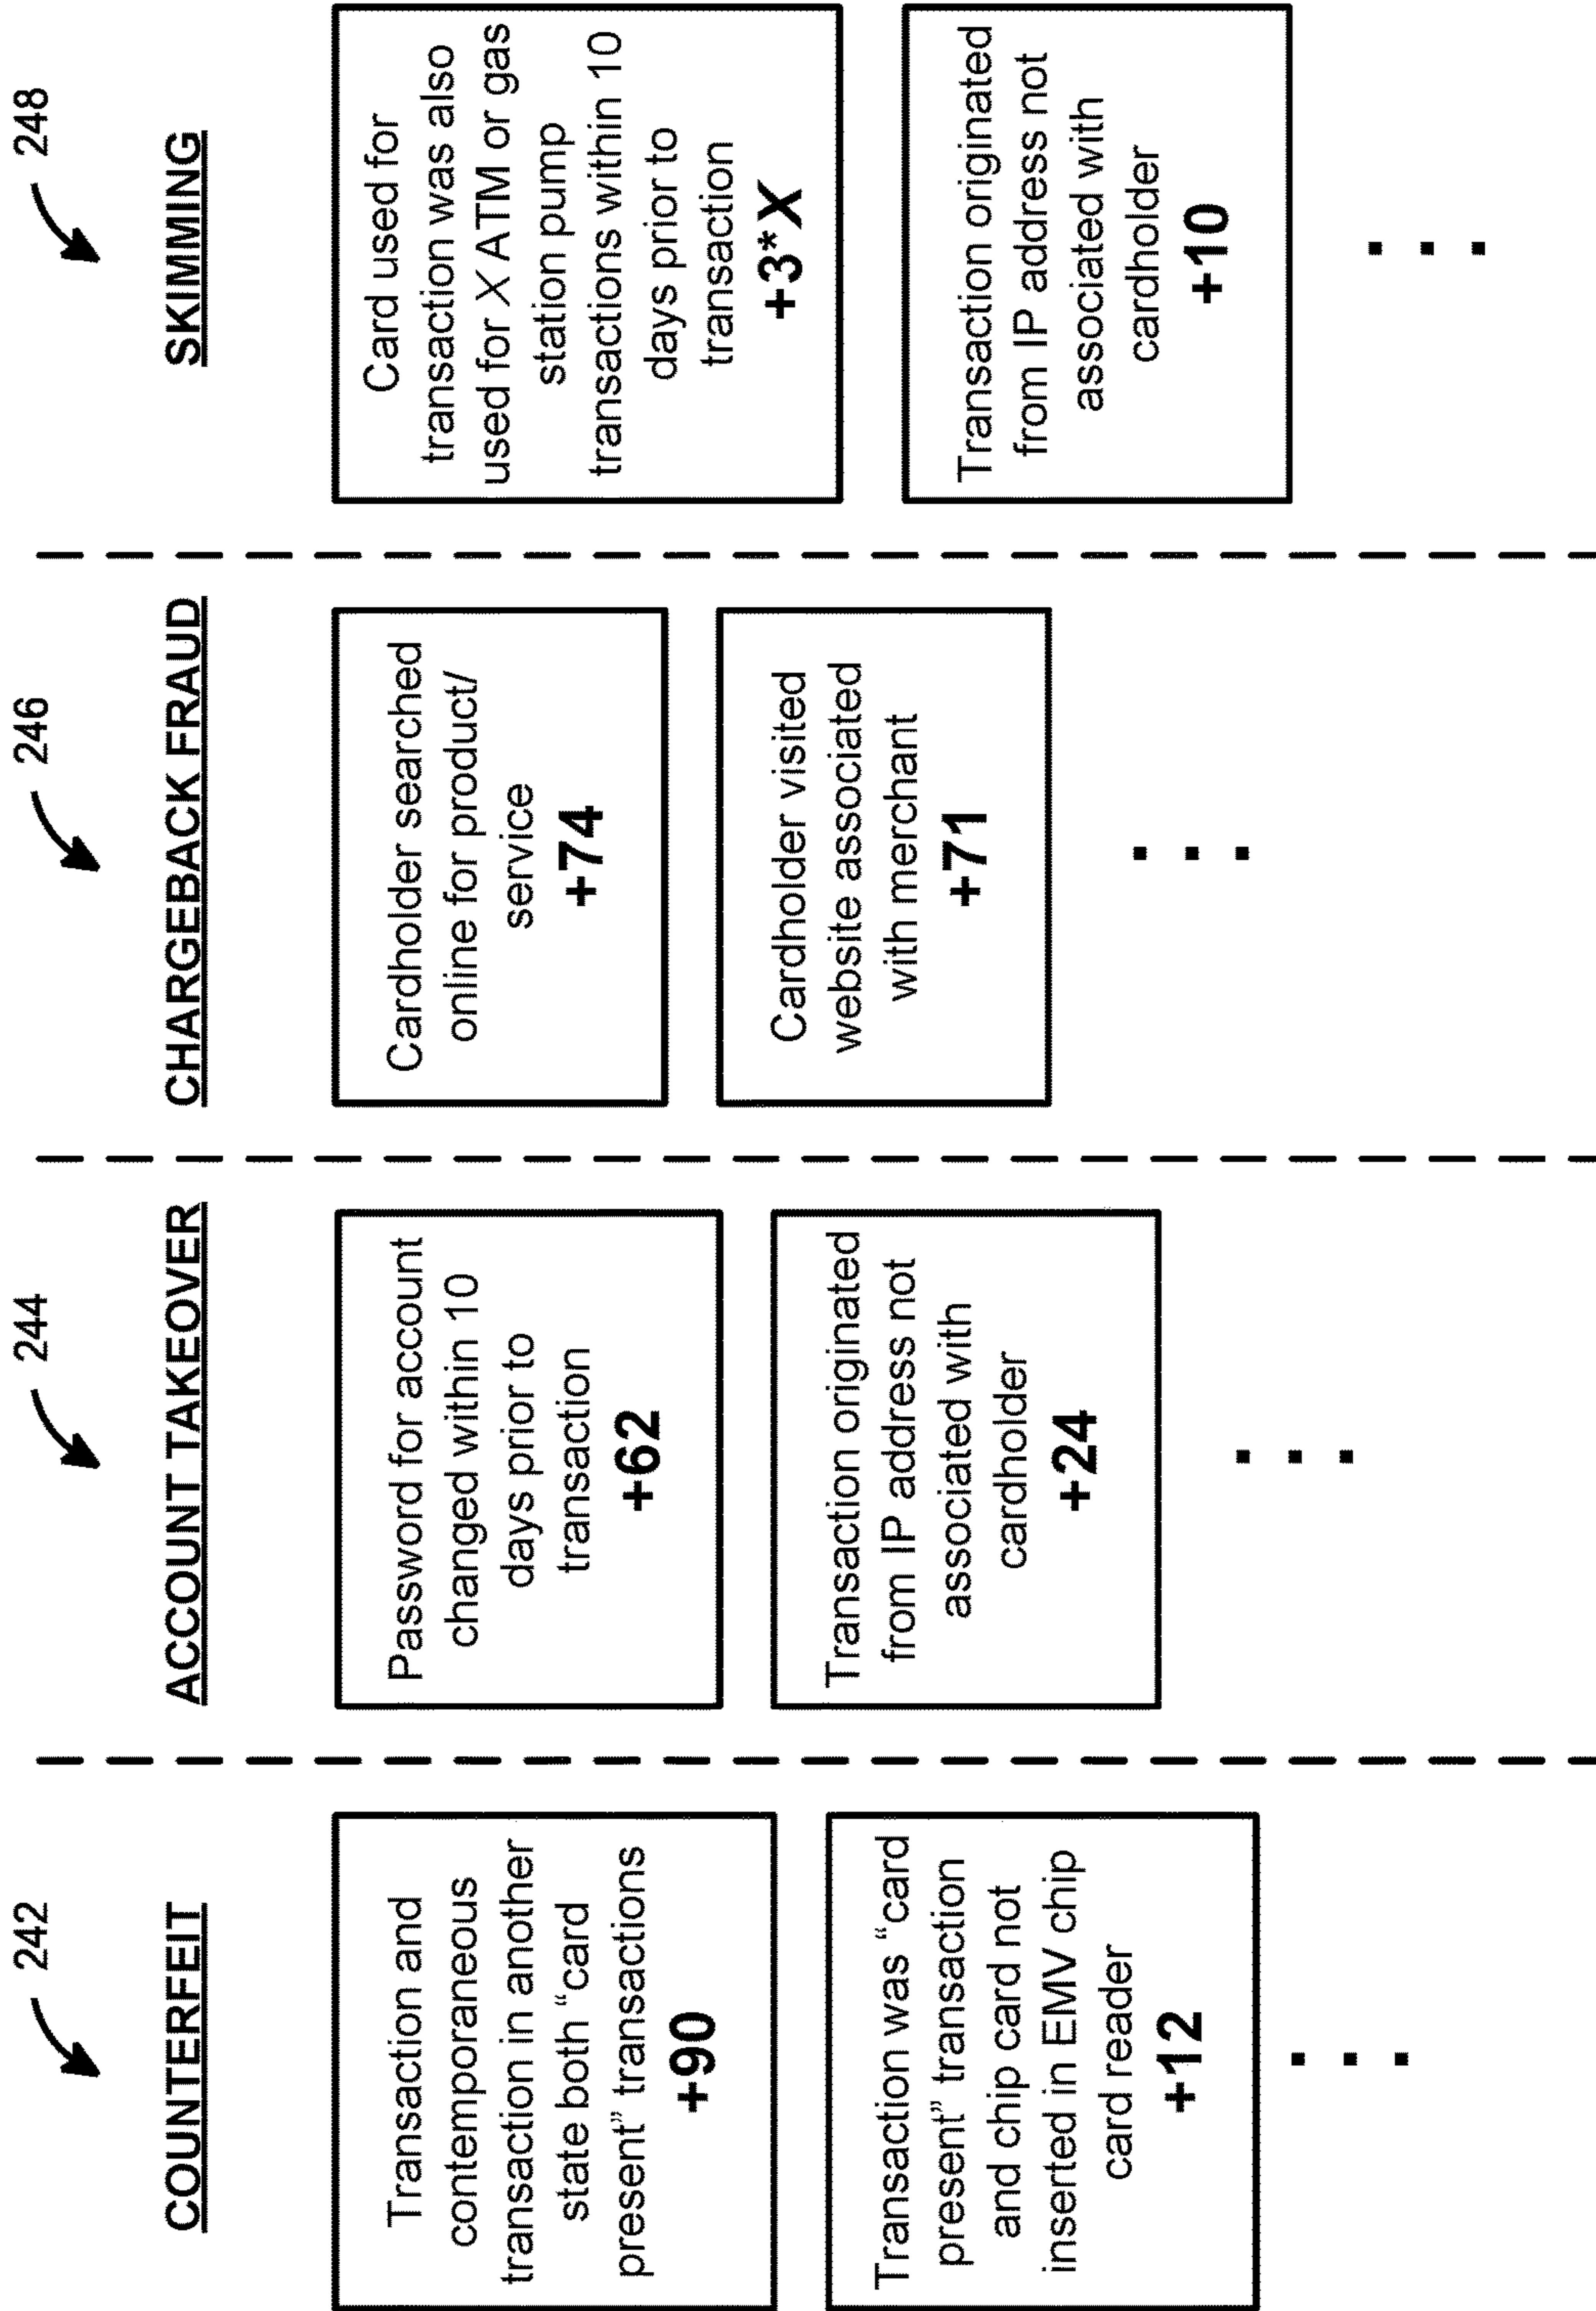 242
COUNTERFEIT
Transaction and
contemporaneous
transaction in another
state both “card
present” transactions
+90
Transaction was “card
present” transaction
and chip card not
inserted in EMV chip
card reader
+12
244
ACCOUNT TAKEOVER
Password for account
changed within 10
days prior to
transaction
+62
Transaction originated
from IP address not
associated with
cardholder
+24
246
CHARGEBACK FRAUD
Cardholder searched
online for product/
service
+74
Cardholder visited
website associated
with merchant
+71
248
SKIMMING
Card used for
transaction was also
used for X ATM or gas
station pump
transactions within 10
days prior to
transaction
+3*X
Transaction originated
from IP address not
associated with
cardholder
+10